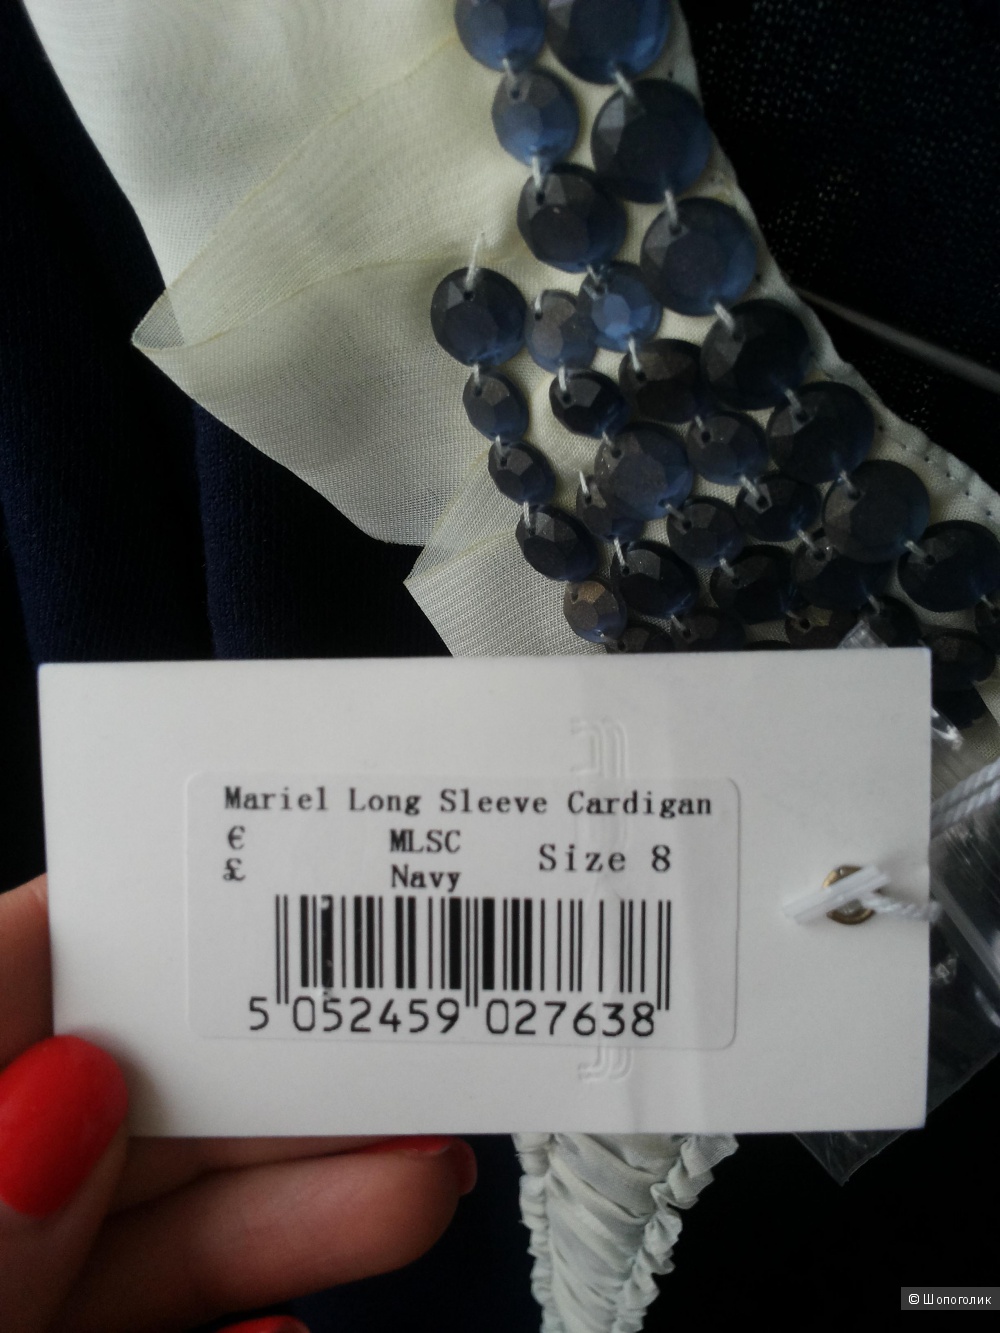 Mariel Long Sleeve Cardigan
€ MLSC Size 8
£ Navy
5 052459 027638
© Шопоголик